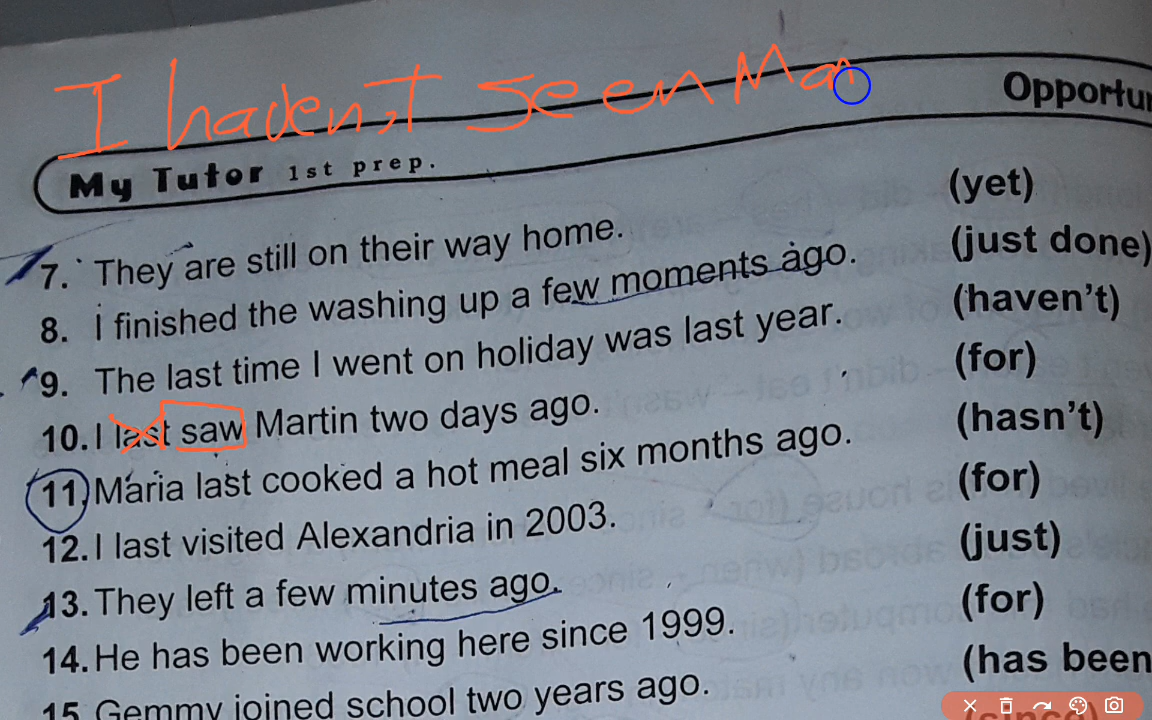 I haven,t seen Mar
Opportun
My Tutor 1st prep.
7. They are still on their way home. (yet)
8. I finished the washing up a few moments ago. (just done)
9. The last time I went on holiday was last year. (haven't)
10. I last saw Martin two days ago. (for)
11. Maria last cooked a hot meal six months ago. (hasn't)
12. I last visited Alexandria in 2003. (for)
13. They left a few minutes ago. (just)
14. He has been working here since 1999. (for)
15 Gemmy joined school two years ago. (has been